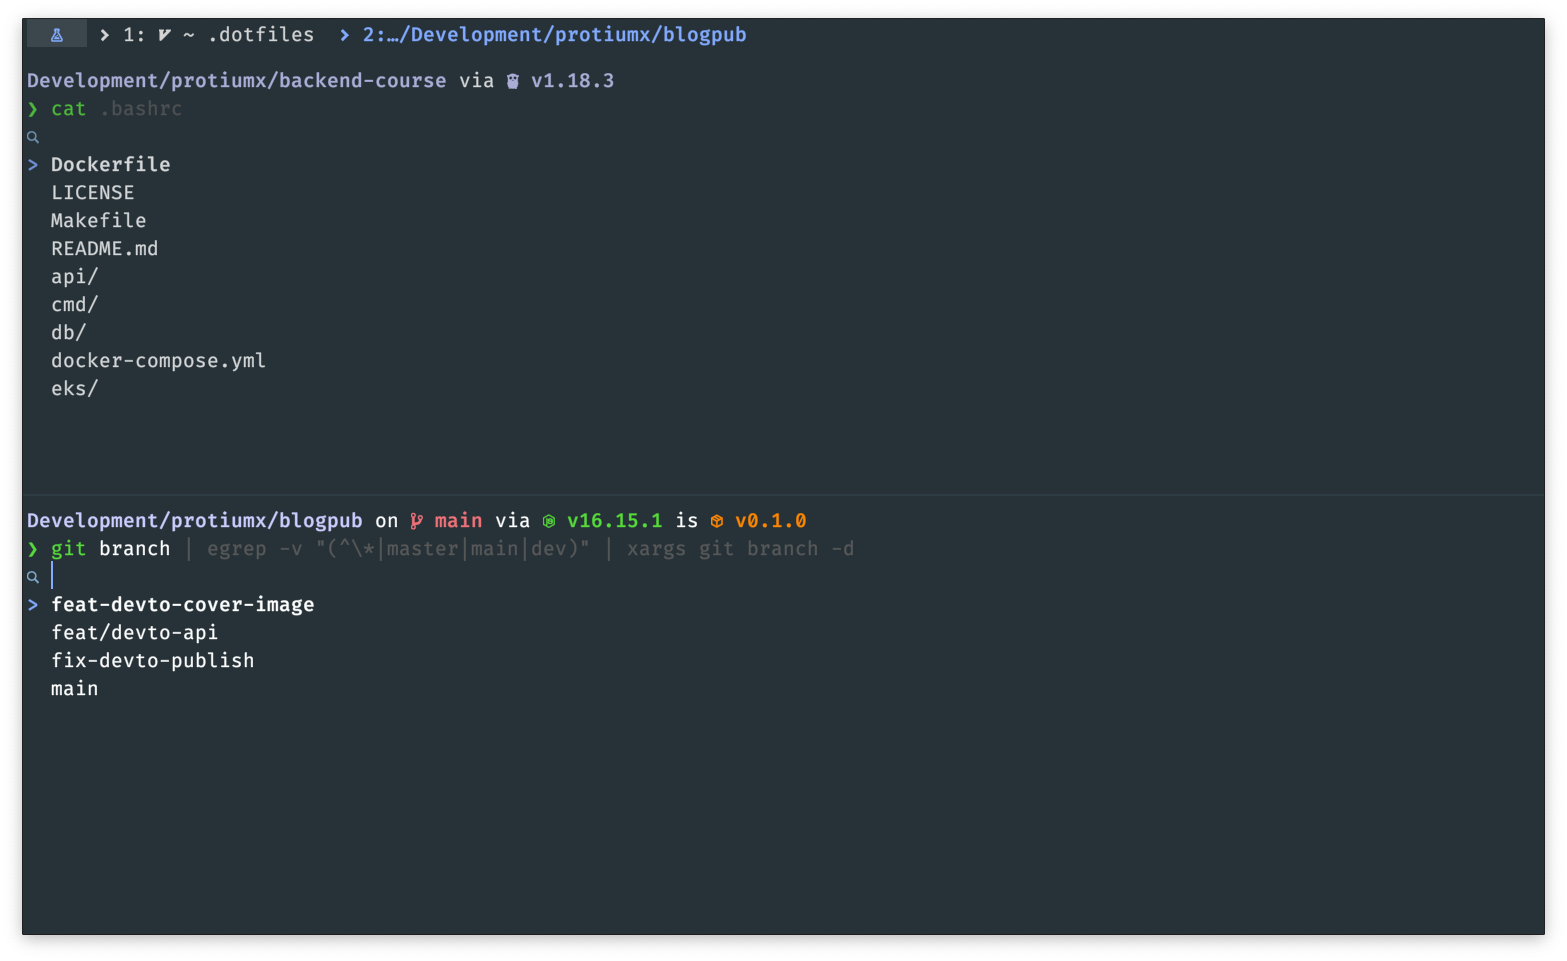 > 1: ~ .dotfiles > 2:…/Development/protiumx/blogpub
Development/protiumx/backend-course via v1.18.3
❯ cat .bashrc
> Dockerfile
LICENSE
Makefile
README.md
api/
cmd/
db/
docker-compose.yml
eks/
Development/protiumx/blogpub on main via v16.15.1 is v0.1.0
❯ git branch | egrep -v "(^\*|master|main|dev)" | xargs git branch -d
> feat-devto-cover-image
feat/devto-api
fix-devto-publish
main